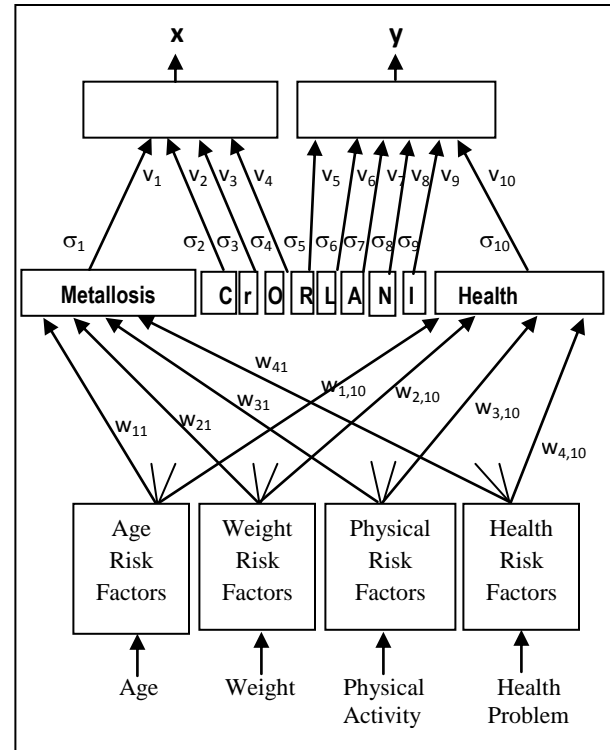 x y
v₁ v₂ v₃ v₄ v₅ v₆ v₇ v₈ v₉ v₁₀
σ₁ σ₂ σ₃ σ₄ σ₅ σ₆ σ₇ σ₈ σ₉ σ₁₀
Metallosis C r O R L A N I Health
w₄₁
w₁₁ w₂₁ w₃₁ w₁,₁₀ w₂,₁₀ w₃,₁₀ w₄,₁₀
Age Weight Physical Health
Risk Risk Risk Risk
Factors Factors Factors Factors
Age Weight Physical Health
Activity Problem